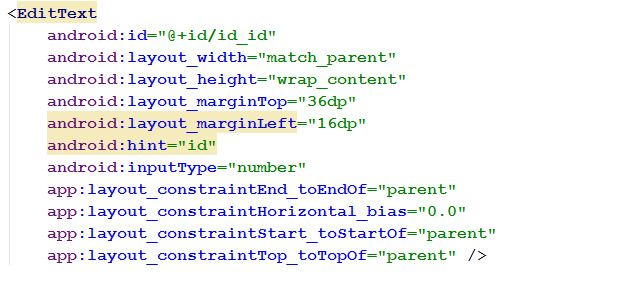 <EditText
android:id="@+id/id_id"
android:layout_width="match_parent"
android:layout_height="wrap_content"
android:layout_marginTop="36dp"
android:layout_marginLeft="16dp"
android:hint="id"
android:inputType="number"
app:layout_constraintEnd_toEndOf="parent"
app:layout_constraintHorizontal_bias="0.0"
app:layout_constraintStart_toStartOf="parent"
app:layout_constraintTop_toTopOf="parent" />